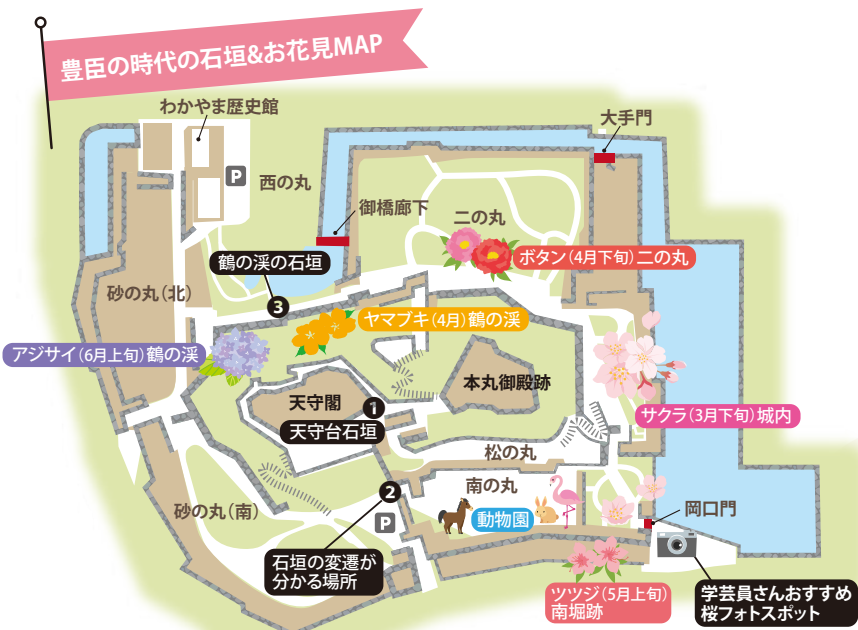 豊臣の時代の石垣&お花見MAP
わかやま歴史館
大手門
P
西の丸
御橋廊下
二の丸
鶴の渓の石垣
ボタン(4月下旬)二の丸
砂の丸(北)
3
ヤマブキ(4月)鶴の渓
アジサイ(6月上旬)鶴の渓
本丸御殿跡
天守閣
1
サクラ(3月下旬)城内
天守台石垣
松の丸
南の丸
2
砂の丸(南)
P
動物園
岡口門
石垣の変遷が
分かる場所
ツツジ(5月上旬)
南堀跡
学芸員さんおすすめ
桜フォトスポット